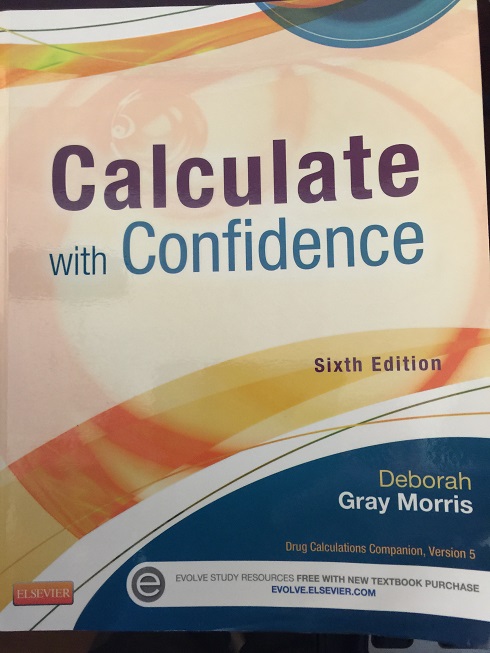 Calculate
with Confidence
Sixth Edition
Deborah
Gray Morris
Drug Calculations Companion, Version 5
EVOLVE STUDY RESOURCES FREE WITH NEW TEXTBOOK PURCHASE
EVOLVE.ELSEVIER.COM
ELSEVIER